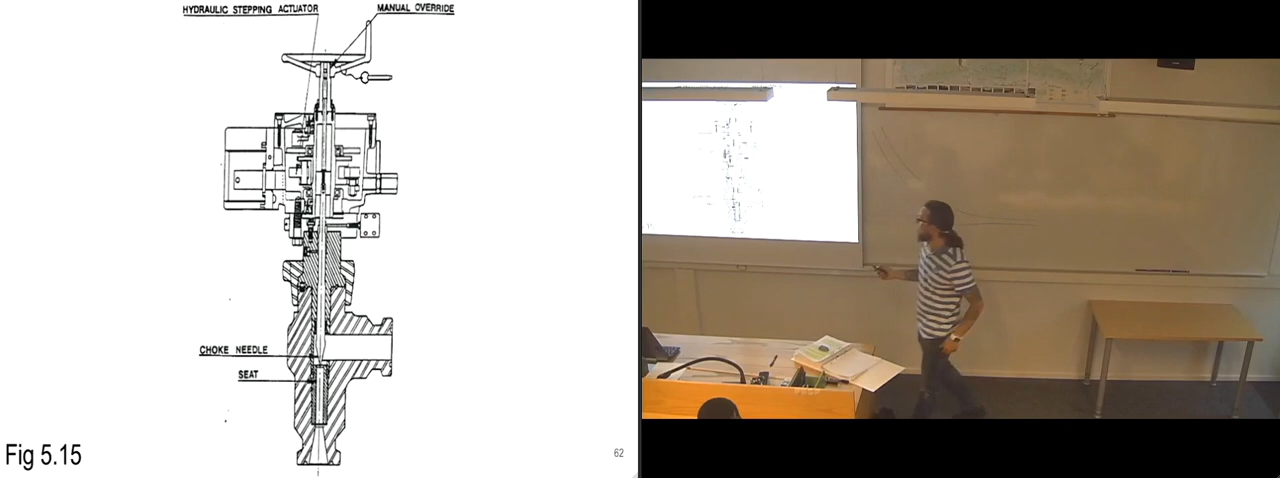 HYDRAULIC STEPPING ACTUATOR
MANUAL OVERRIDE
CHOKE NEEDLE
SEAT
Fig 5.15
62